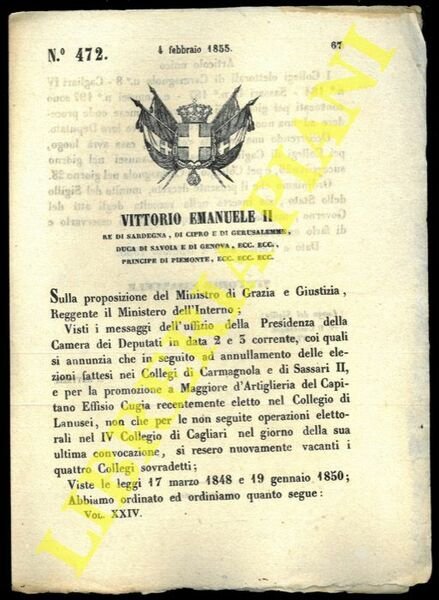 N.º 472.
4 febbraio 1855.
67
VITTORIO EMANUELE II
RE DI SARDEGNA, DI CIPRO E DI GERUSALEMME,
DUCA DI SAVOIA E DI GENOVA, ECC. ECC.,
PRINCIPE DI PIEMONTE, ECC. ECC. ECC.
Sulla proposizione del Ministro di Grazia e Giustizia,
Reggente il Ministero dell'Interno;
Visti i messaggi dell'uffizio della Presidenza della
Camera dei Deputati in data 2 e 3 corrente, coi quali
si annunzia che in seguito ad annullamento delle ele-
zioni fattesi nei Collegi di Carmagnola e di Sassari II,
e per la promozione a Maggiore d'Artiglieria del Capi-
tano Effisio Cugia recentemente eletto nel Collegio di
Lanusei, non che per le non seguite operazioni eletto-
rali nel IV Collegio di Cagliari nel giorno della sua
ultima convocazione, si resero nuovamente vacanti i
quattro Collegi sovradetti;
Viste le leggi 17 marzo 1848 e 19 gennaio 1850;
Abbiamo ordinato ed ordiniamo quanto segue:
VOL. XXIV.